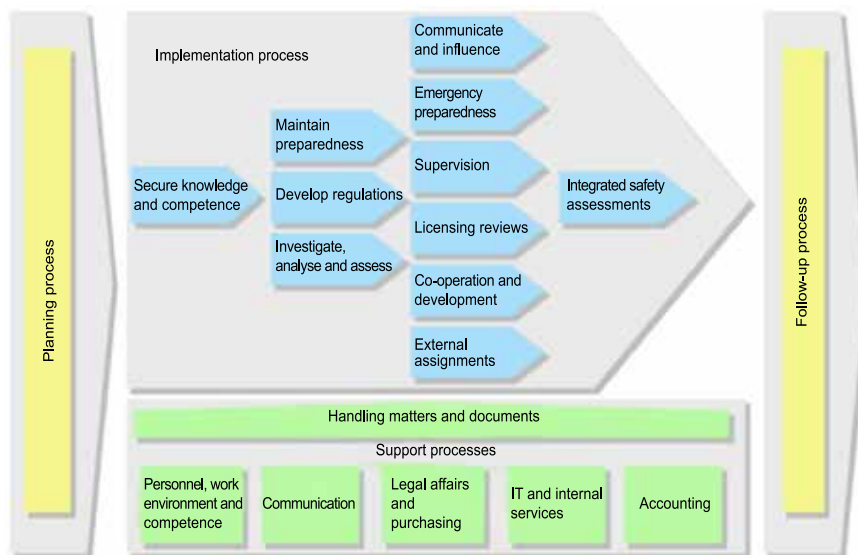 Planning process
Implementation process
Secure knowledge
and competence
Maintain
preparedness
Develop regulations
Investigate,
analyse and assess
Communicate
and influence
Emergency
preparedness
Supervision
Licensing reviews
Co-operation and
development
External
assignments
Integrated safety
assessments
Handling matters and documents
Support processes
Personnel, work
environment and
competence
Communication
Legal affairs
and
purchasing
IT and internal
services
Accounting
Follow-up process